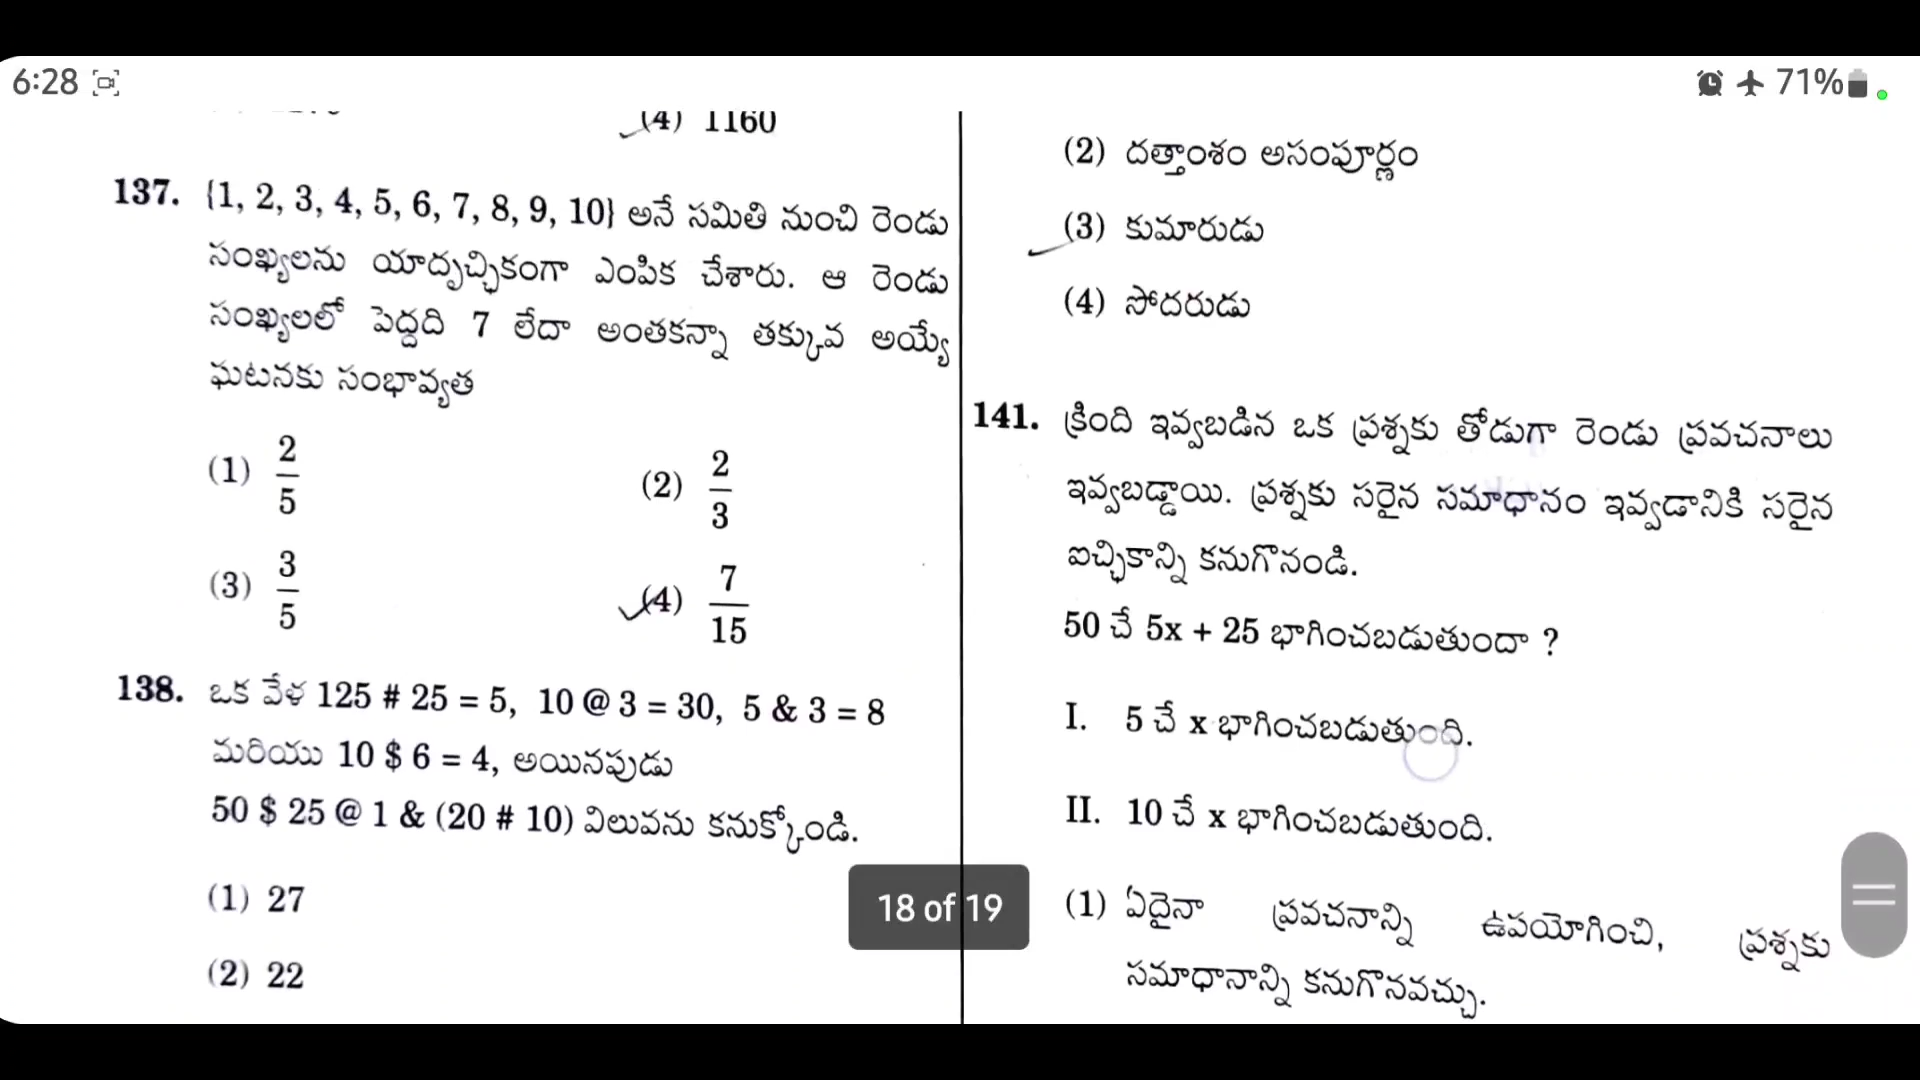 6:28
71%
(4) 1160
137. {1, 2, 3, 4, 5, 6, 7, 8, 9, 10} అనే సమితి నుంచి రెండు
సంఖ్యలను యాదృచ్ఛికంగా ఎంపిక చేశారు. ఆ రెండు
సంఖ్యలలో పెద్దది 7 లేదా అంతకన్నా తక్కువ అయ్యే
ఘటనకు సంభావ్యత
(1) 2/5
(2) 2/3
(3) 3/5
(4) 7/15
138. ఒక వేళ 125 # 25 = 5, 10 @ 3 = 30, 5 & 3 = 8
మరియు 10 $ 6 = 4, అయినపుడు
50 $ 25 @ 1 & (20 # 10) విలువను కనుక్కోండి.
(1) 27
(2) 22
(2) దత్తాంశం అసంపూర్ణం
(3) కుమారుడు
(4) సోదరుడు
141. క్రింది ఇవ్వబడిన ఒక ప్రశ్నకు తోడుగా రెండు ప్రవచనాలు
ఇవ్వబడ్డాయి. ప్రశ్నకు సరైన సమాధానం ఇవ్వడానికి సరైన
ఐచ్ఛికాన్ని కనుగొనండి.
50 చే 5x + 25 భాగించబడుతుందా ?
I. 5 చే x భాగించబడుతుంది.
II. 10 చే x భాగించబడుతుంది.
(1) ఏదైనా ప్రవచనాన్ని ఉపయోగించి, ప్రశ్నకు
సమాధానాన్ని కనుగొనవచ్చు.
18 of 19